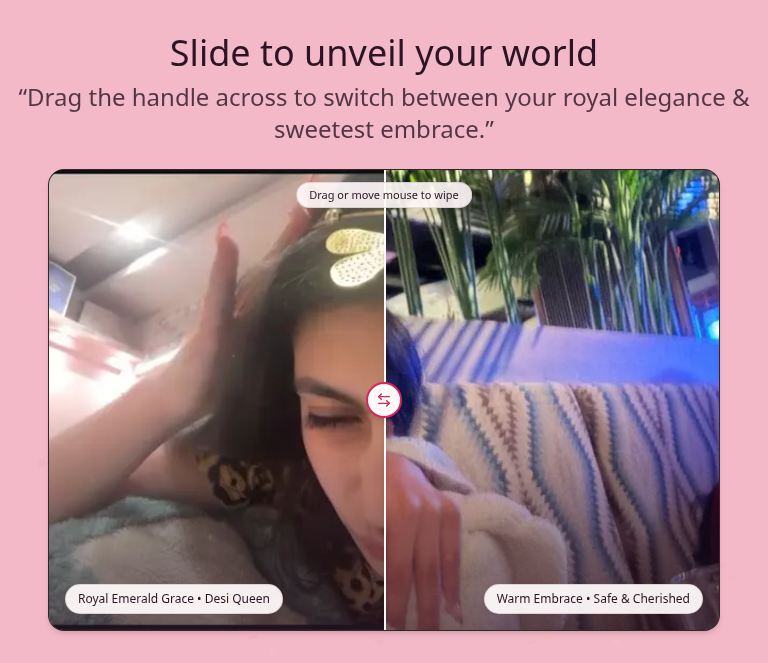 Slide to unveil your world
“Drag the handle across to switch between your royal elegance &
sweetest embrace.”
Drag or move mouse to wipe
Royal Emerald Grace • Desi Queen
Warm Embrace • Safe & Cherished